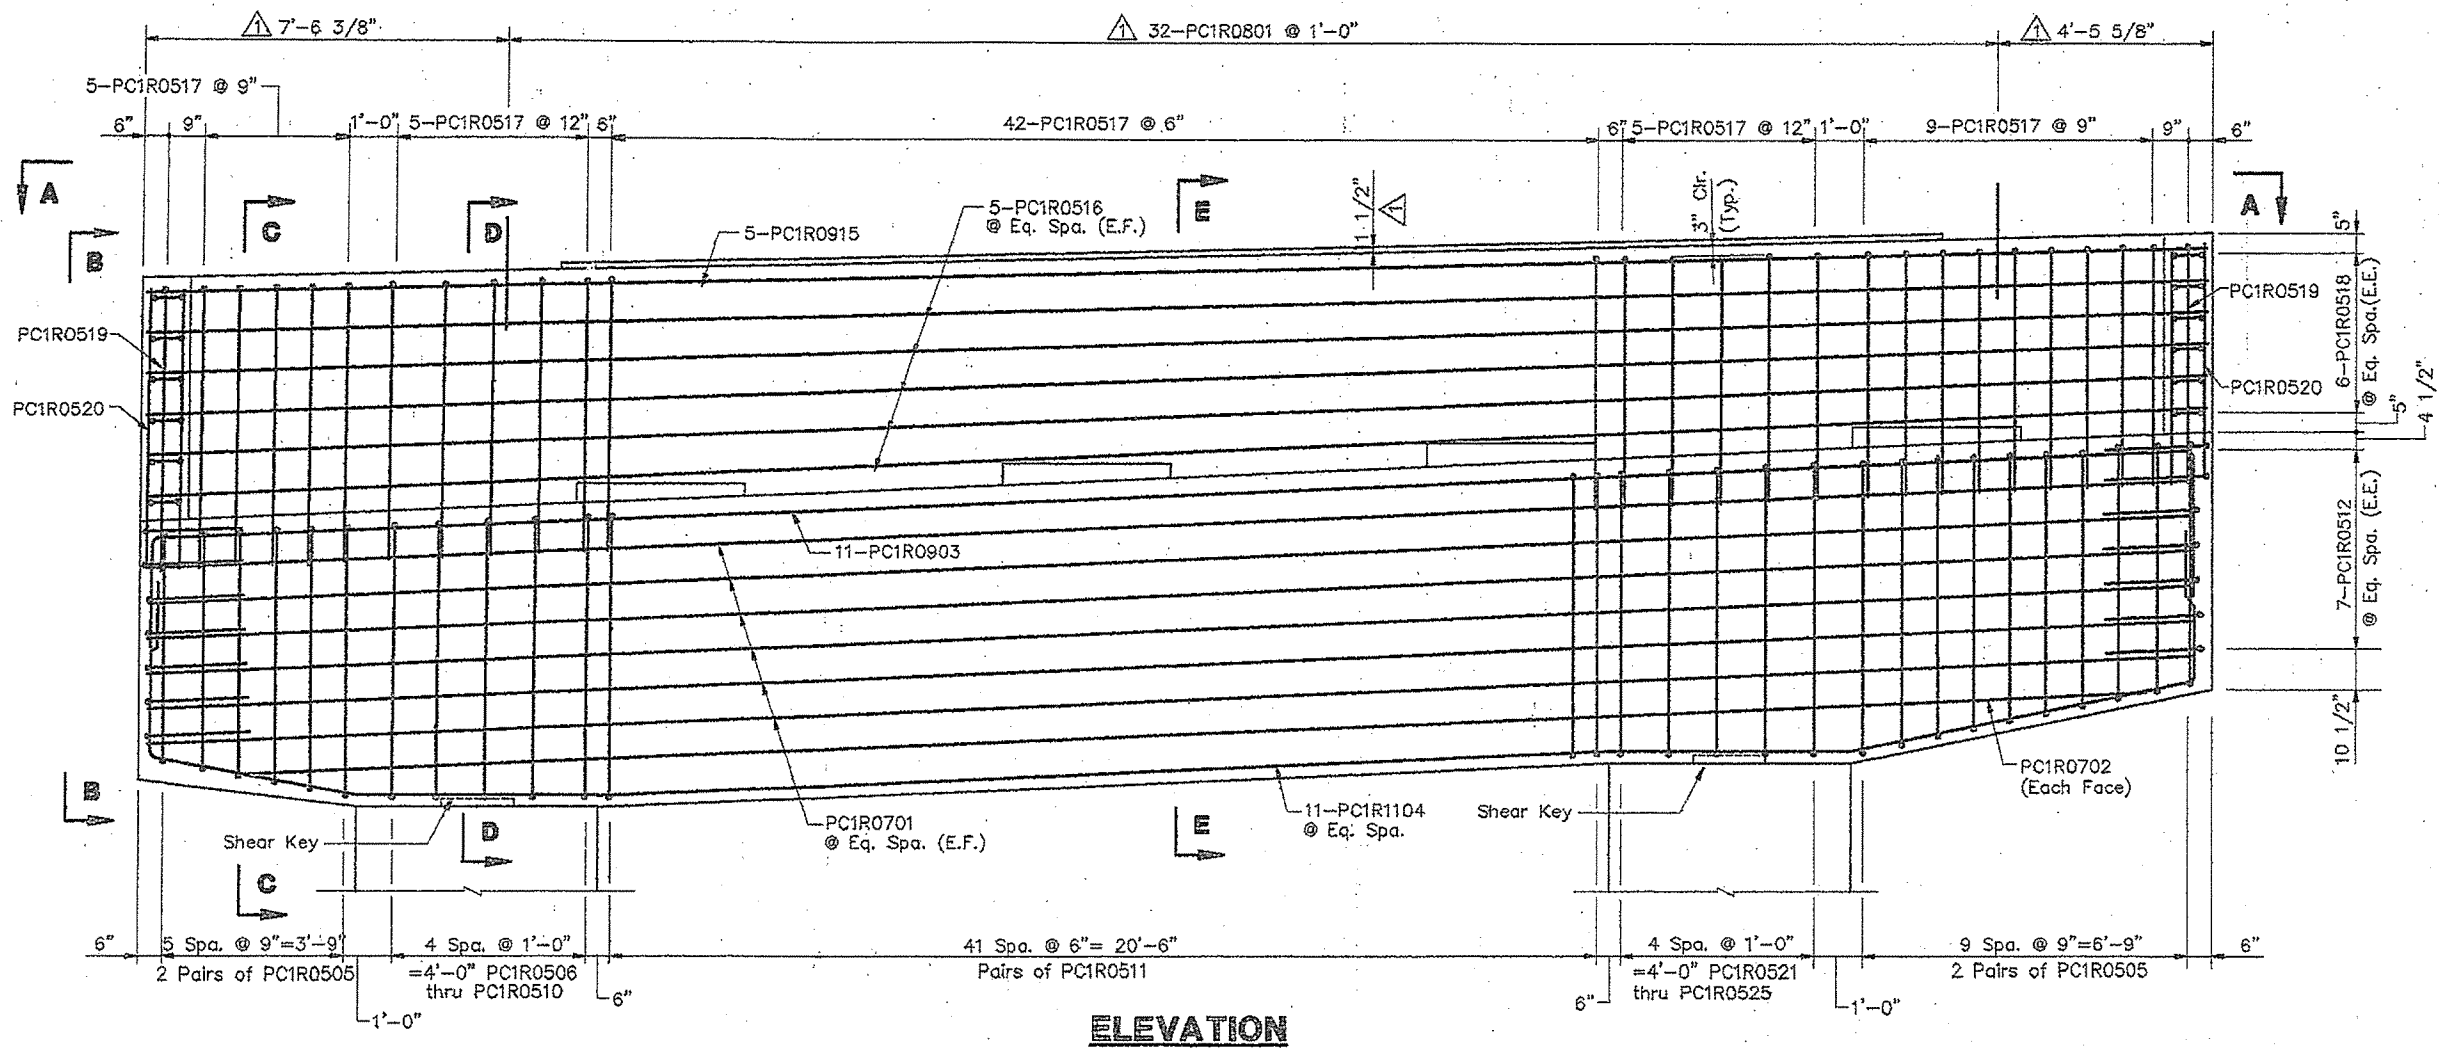 1 7'-6 3/8"
1 32-PC1R0801 @ 1'-0"
1 4'-5 5/8"
5-PC1R0517 @ 9"
6"
9"
1'-0"
5-PC1R0517 @ 12"
6"
42-PC1R0517 @ 6"
6"
5-PC1R0517 @ 12"
1'-0"
9-PC1R0517 @ 9"
9"
6"
A
B
C
D
E
A
5-PC1R0915
5-PC1R0516
@ Eq. Spa. (E.F.)
1 1/2"
1
3" Clr.
(Typ.)
5"
6-PC1R0518
@ Eq. Spa.(E.E.)
PC1R0519
PC1R0519
PC1R0520
PC1R0520
5"
4 1/2"
11-PC1R0903
7-PC1R0512
@ Eq. Spa. (E.E.)
10 1/2"
PC1R0702
(Each Face)
B
Shear Key
D
PC1R0701
@ Eq. Spa. (E.F.)
E
11-PC1R1104
@ Eq. Spa.
Shear Key
C
6"
5 Spa. @ 9"=3'-9"
2 Pairs of PC1R0505
4 Spa. @ 1'-0"
=4'-0" PC1R0506
thru PC1R0510
41 Spa. @ 6"= 20'-6"
Pairs of PC1R0511
4 Spa. @ 1'-0"
=4'-0" PC1R0521
thru PC1R0525
9 Spa. @ 9"=6'-9"
2 Pairs of PC1R0505
6"
1'-0"
6"
6"
1'-0"
ELEVATION